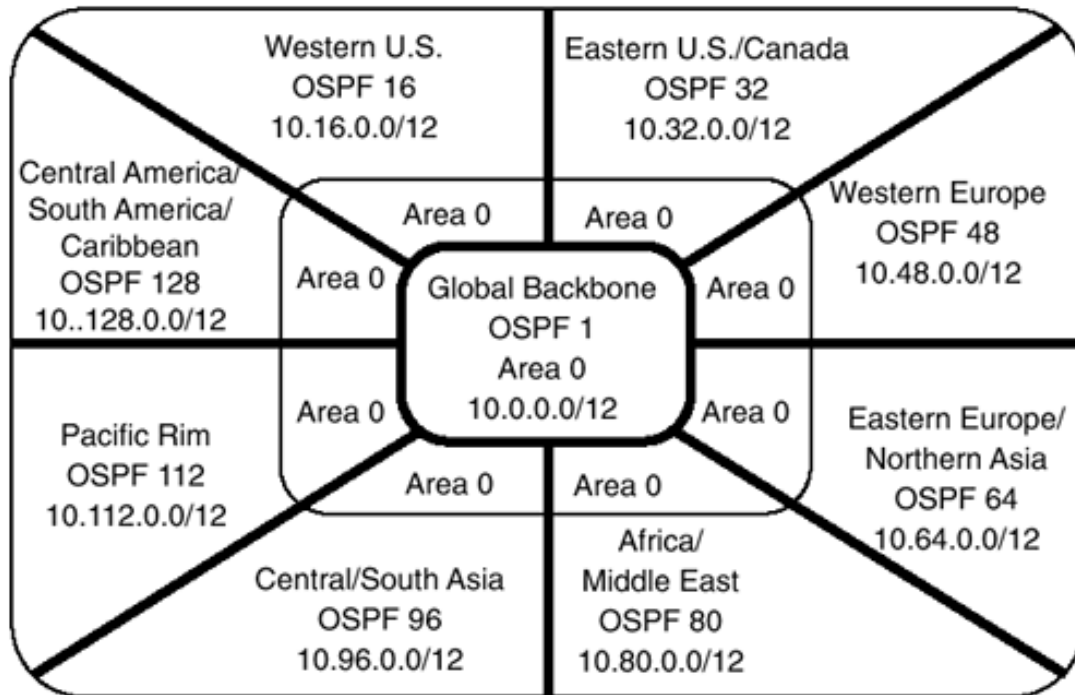 Western U.S.
OSPF 16
10.16.0.0/12
Eastern U.S./Canada
OSPF 32
10.32.0.0/12
Central America/
South America/
Caribbean
OSPF 128
10..128.0.0/12
Area 0
Area 0
Western Europe
OSPF 48
10.48.0.0/12
Area 0
Global Backbone
OSPF 1
Area 0
10.0.0.0/12
Area 0
Pacific Rim
OSPF 112
10.112.0.0/12
Area 0
Area 0
Eastern Europe/
Northern Asia
OSPF 64
10.64.0.0/12
Area 0
Area 0
Central/South Asia
OSPF 96
10.96.0.0/12
Africa/
Middle East
OSPF 80
10.80.0.0/12